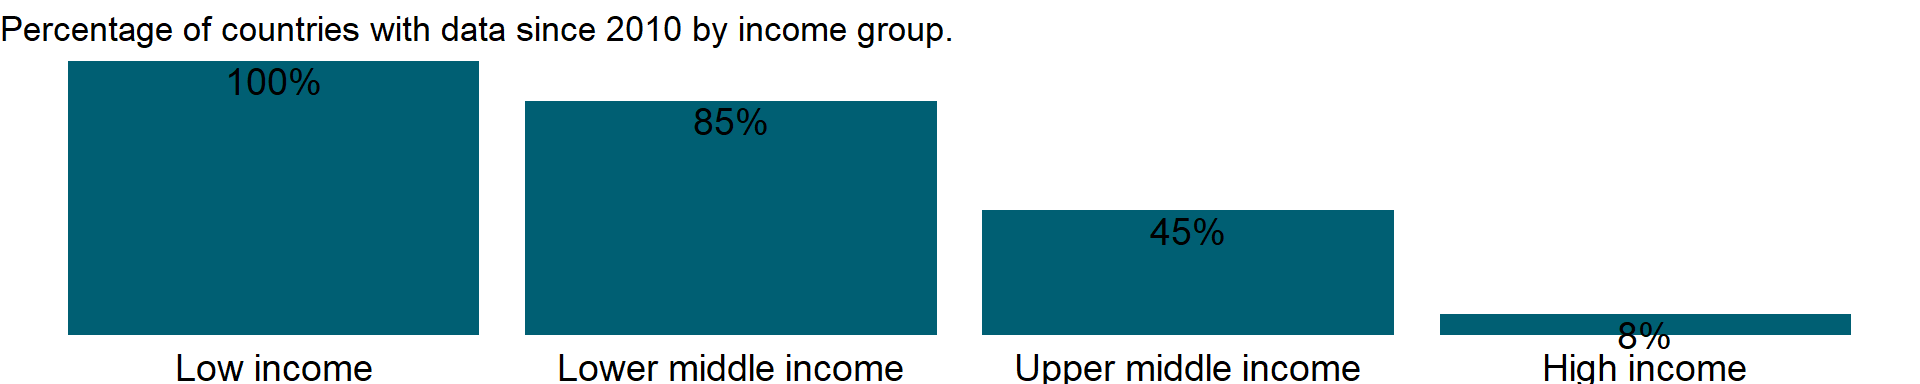 Percentage of countries with data since 2010 by income group.
100%
85%
45%
8%
Low income
Lower middle income
Upper middle income
High income